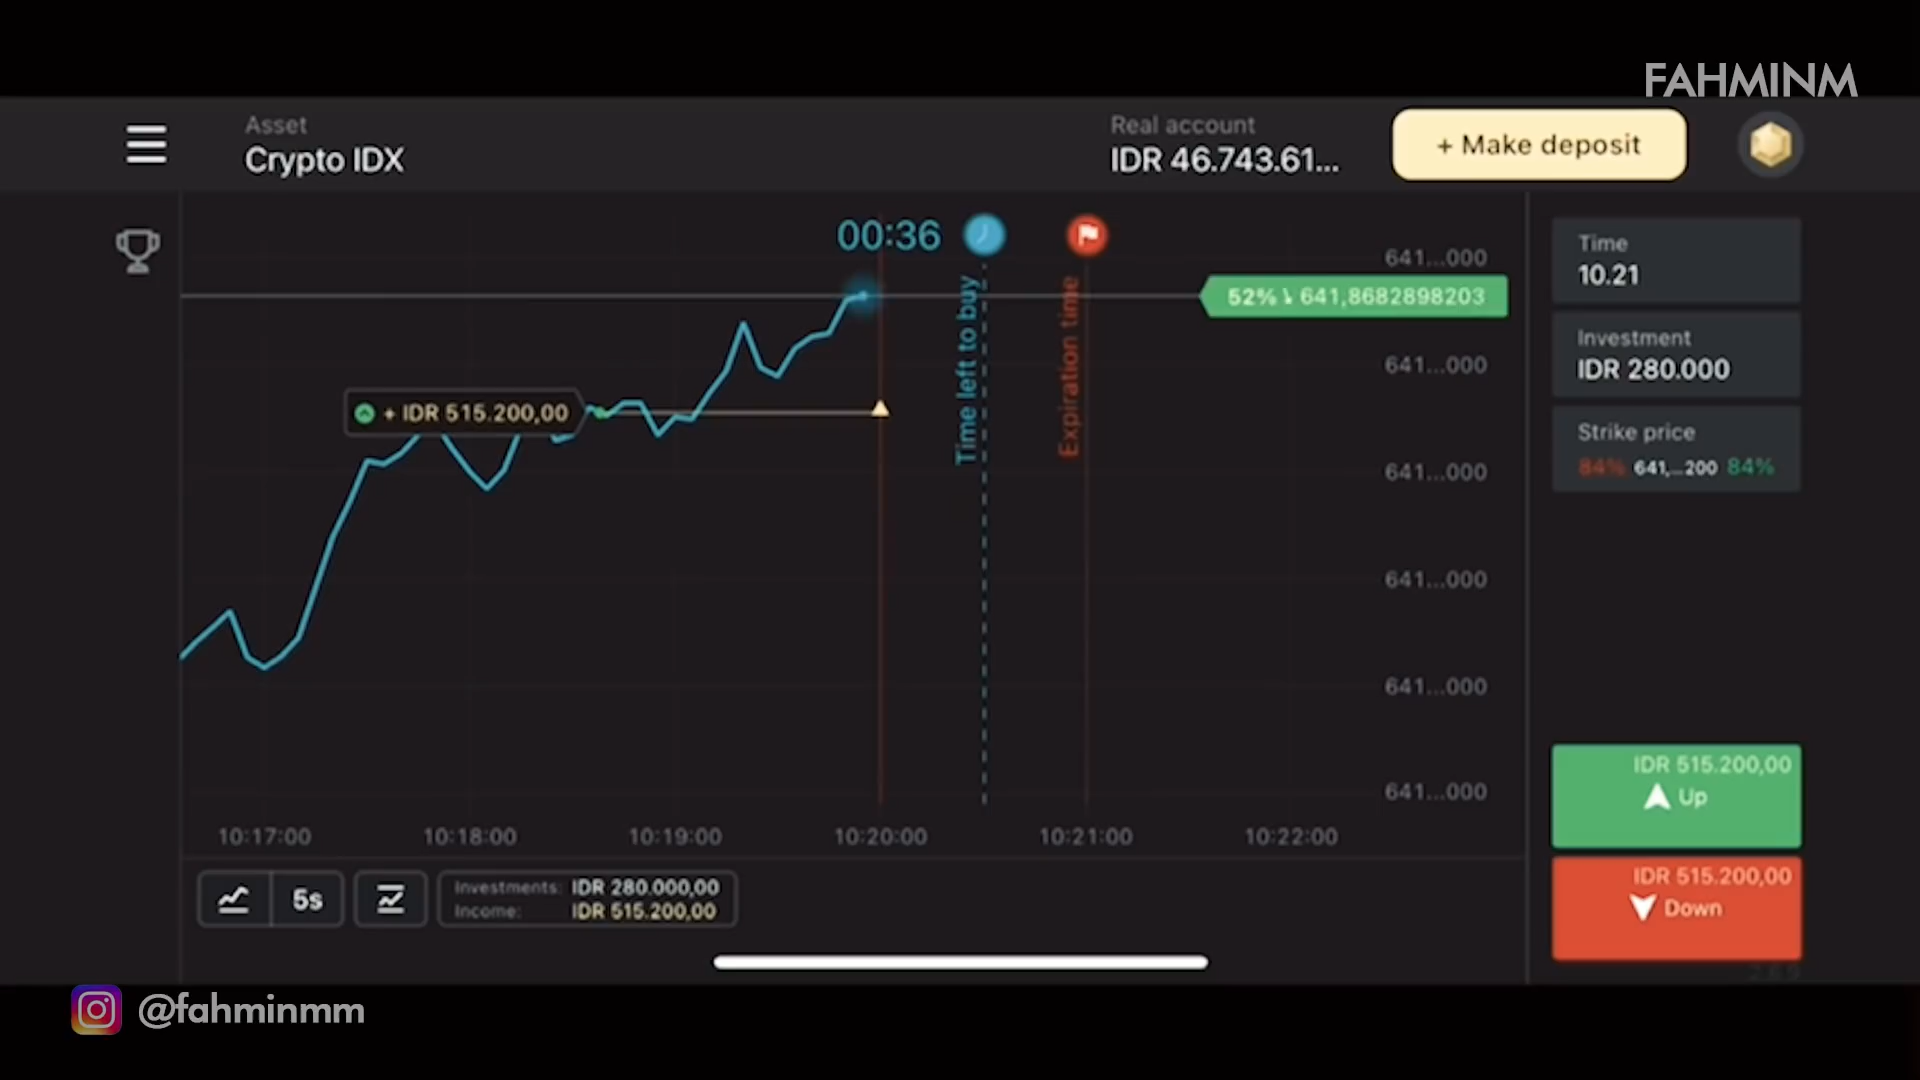 FAHMINM
Asset
Crypto IDX
Real account
IDR 46.743.61...
+ Make deposit
00:36
Time left to buy
Expiration time
641...000
52% 641,8682898203
641...000
641...000
641...000
641...000
641...000
+ IDR 515.200,00
Time
10.21
Investment
IDR 280.000
Strike price
84% 641,...200 84%
IDR 515.200,00
Up
IDR 515.200,00
Down
10:17:00 10:18:00 10:19:00 10:20:00 10:21:00 10:22:00
5s
Investments: IDR 280.000,00
Income: IDR 515.200,00
@fahminmm